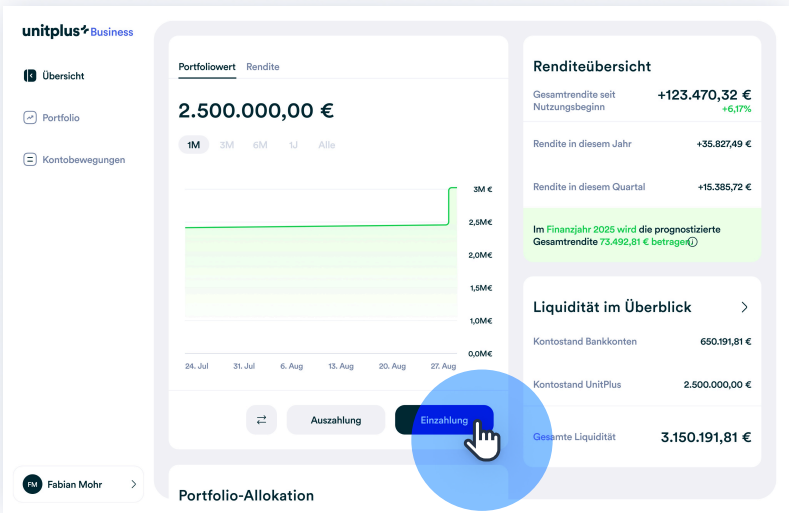 unitplus+ Business
Übersicht
Portfolio
Kontobewegungen
FM Fabian Mohr
Portfoliowert Rendite
2.500.000,00 €
1M 3M 6M 1J Alle
3M €
2,5M€
2,0M€
1,5M€
1,0M€
0,0M€
24. Jul 31. Jul 6. Aug 13. Aug 20. Aug 27. Aug
Auszahlung Einzahlung
Portfolio-Allokation
Renditeübersicht
Gesamtrendite seit
Nutzungsbeginn
+123.470,32 €
+6,17%
Rendite in diesem Jahr +35.827,49 €
Rendite in diesem Quartal +15.385,72 €
Im Finanzjahr 2025 wird die prognostizierte
Gesamtrendite 73.492,81 € betragen
Liquidität im Überblick
Kontostand Bankkonten 650.191,81 €
Kontostand UnitPlus 2.500.000,00 €
Gesamte Liquidität 3.150.191,81 €